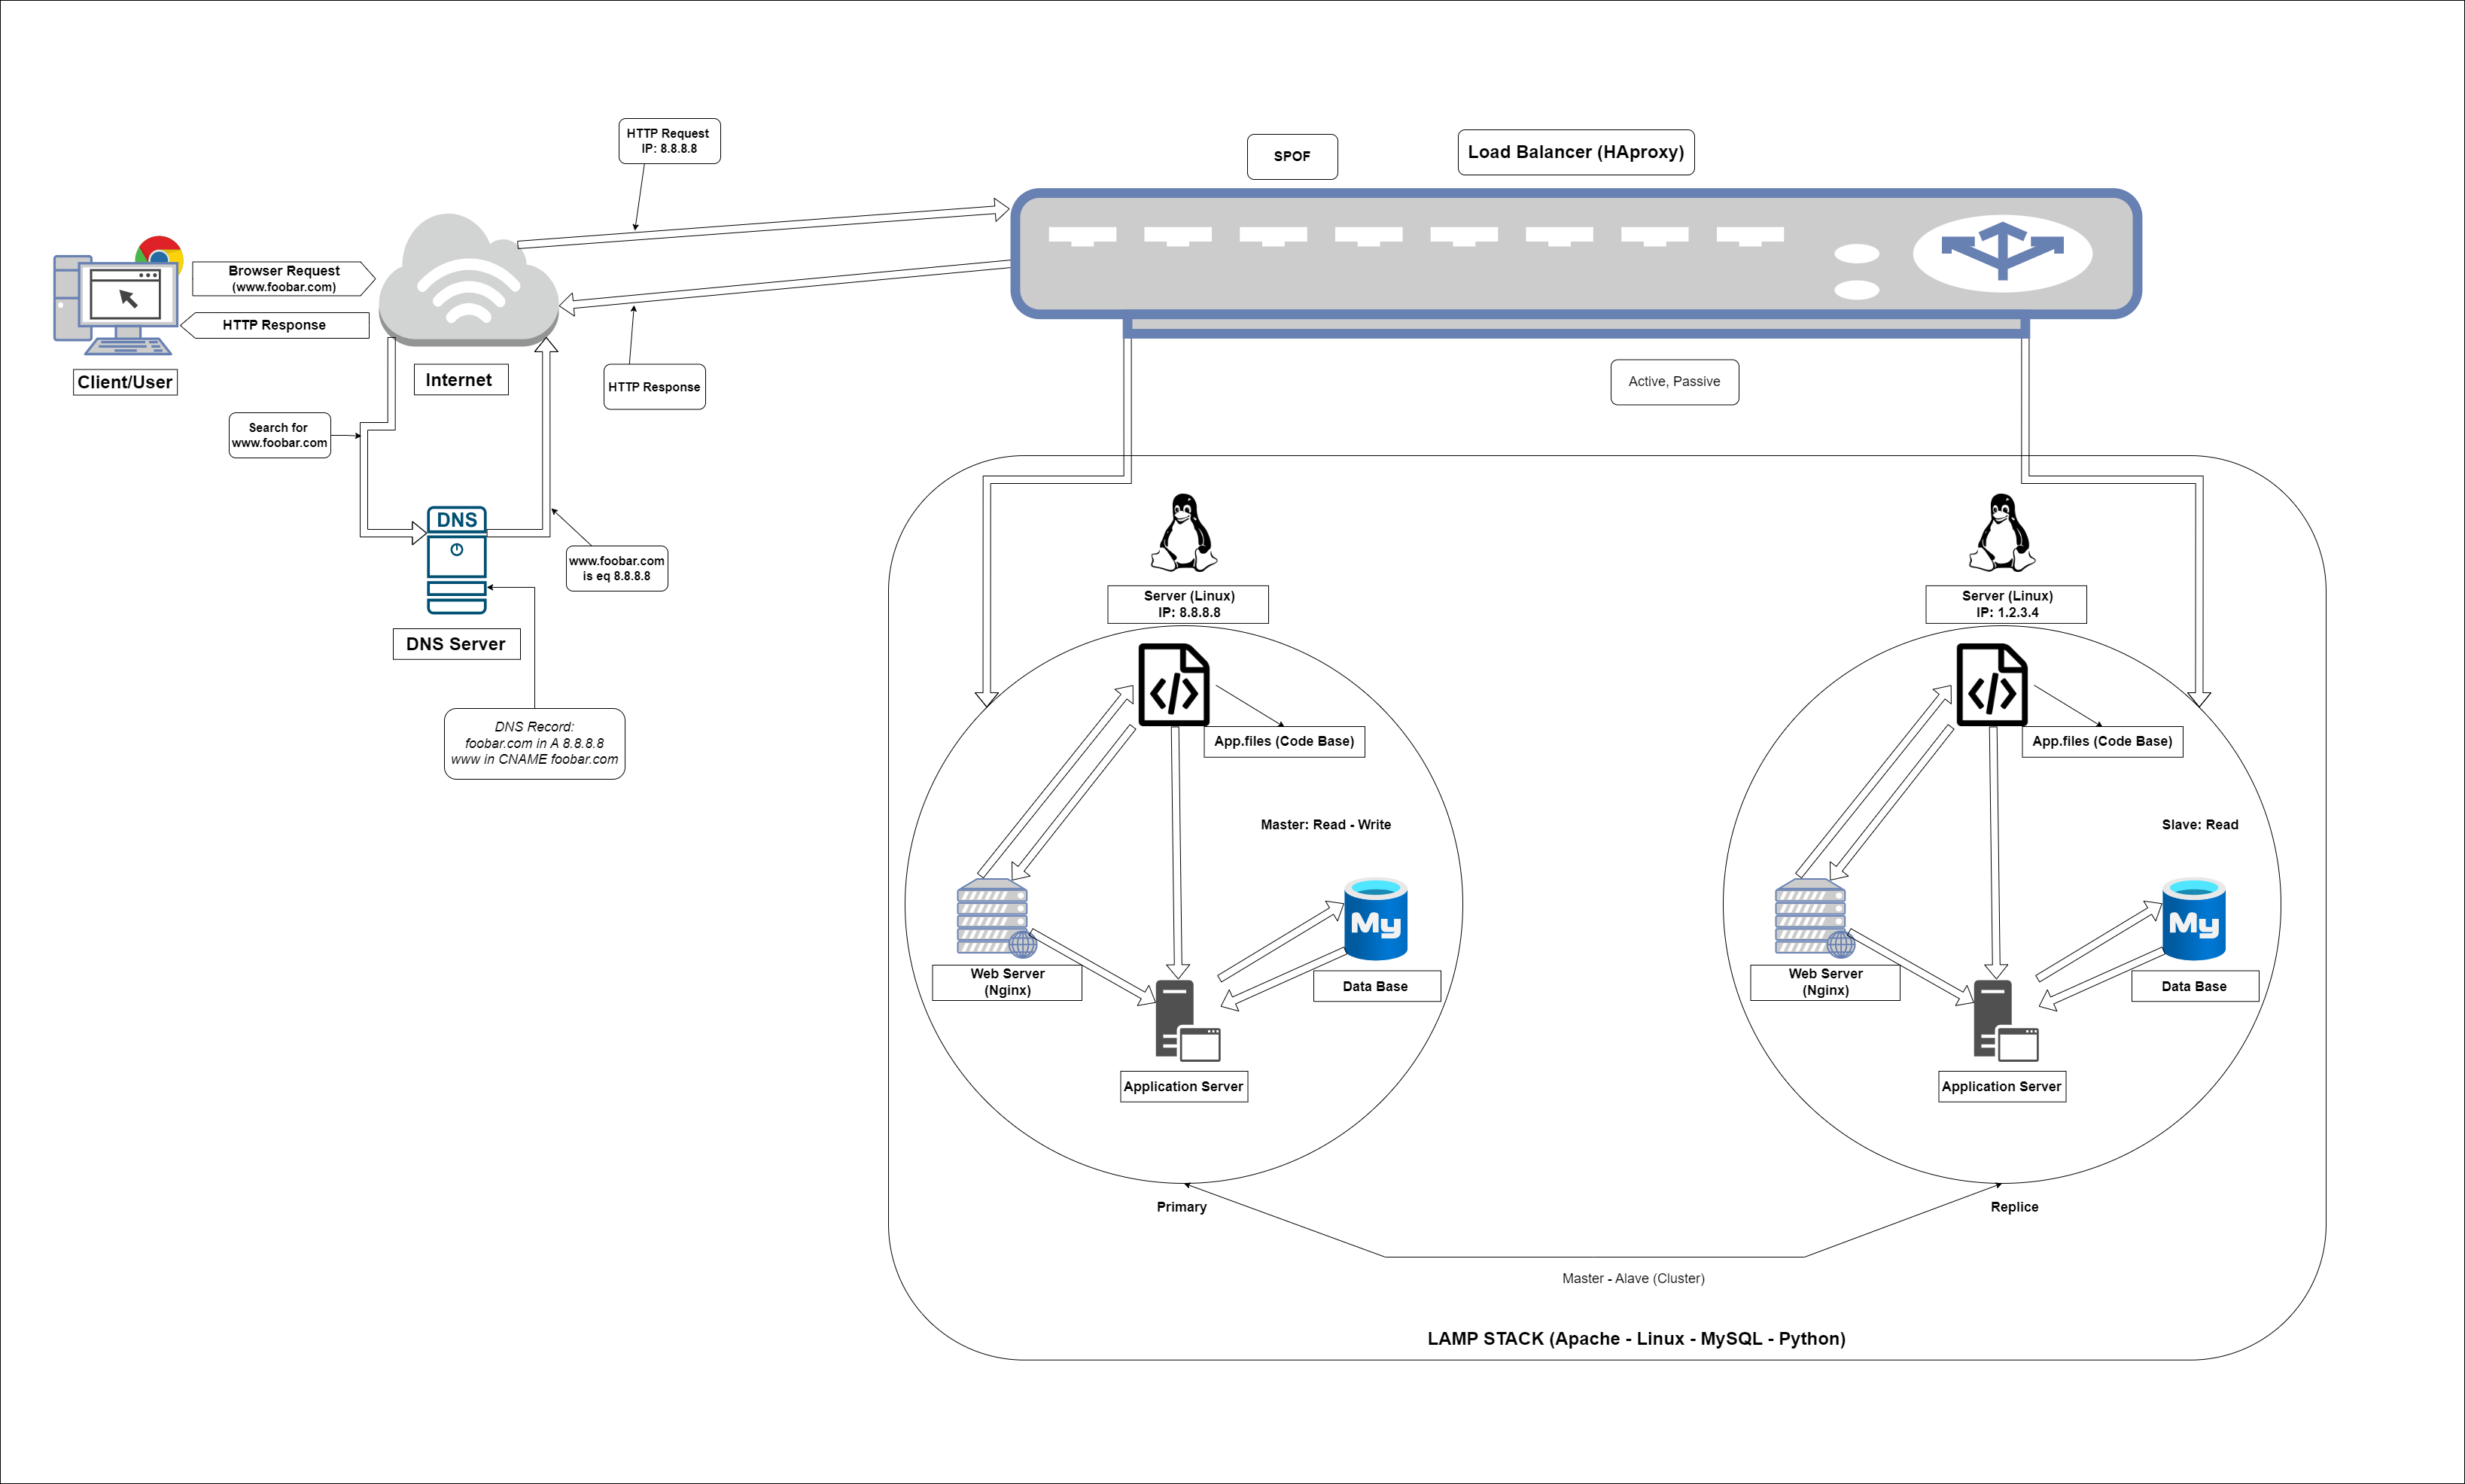 HTTP Request
IP: 8.8.8.8
SPOF
Load Balancer (HAproxy)
Browser Request
(www.foobar.com)
HTTP Response
Client/User
Internet
HTTP Response
Active, Passive
Search for
www.foobar.com
DNS
www.foobar.com
is eq 8.8.8.8
DNS Server
DNS Record:
foobar.com in A 8.8.8.8
www in CNAME foobar.com
Server (Linux)
IP: 8.8.8.8
App.files (Code Base)
Master: Read - Write
My
Web Server
(Nginx)
Data Base
Application Server
Primary
Server (Linux)
IP: 1.2.3.4
App.files (Code Base)
Slave: Read
My
Web Server
(Nginx)
Data Base
Application Server
Replice
Master - Alave (Cluster)
LAMP STACK (Apache - Linux - MySQL - Python)